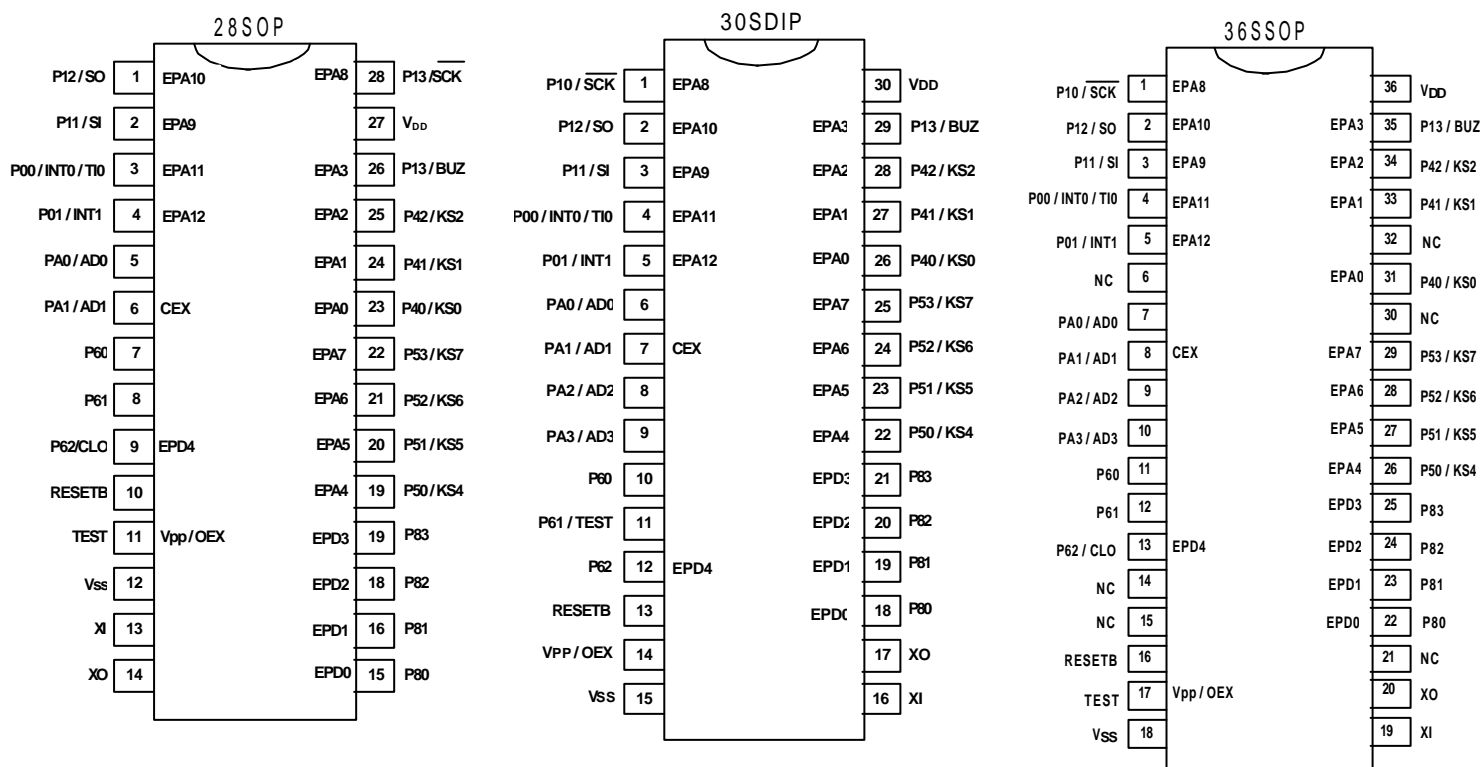 28SOP
P12/SO 1 EPA10 EPA8 28 P13/S̅C̅K̅
P11/SI 2 EPA9 27 VDD
P00/INT0/TI0 3 EPA11 EPA3 26 P13/BUZ
P01/INT1 4 EPA12 EPA2 25 P42/KS2
PA0/AD0 5 EPA1 24 P41/KS1
PA1/AD1 6 CEX EPA0 23 P40/KS0
P60 7 EPA7 22 P53/KS7
P61 8 EPA6 21 P52/KS6
P62/CLO 9 EPD4 EPA5 20 P51/KS5
RESETB 10 EPA4 19 P50/KS4
TEST 11 Vpp/OEX EPD3 19 P83
Vss 12 EPD2 18 P82
XI 13 EPD1 16 P81
XO 14 EPD0 15 P80
30SDIP
P10/S̅C̅K̅ 1 EPA8 30 VDD
P12/SO 2 EPA10 EPA3 29 P13/BUZ
P11/SI 3 EPA9 EPA2 28 P42/KS2
P00/INT0/TI0 4 EPA11 EPA1 27 P41/KS1
P01/INT1 5 EPA12 EPA0 26 P40/KS0
PA0/AD0 6 EPA7 25 P53/KS7
PA1/AD1 7 CEX EPA6 24 P52/KS6
PA2/AD2 8 EPA5 23 P51/KS5
PA3/AD3 9 EPA4 22 P50/KS4
P60 10 EPD3 21 P83
P61/TEST 11 EPD2 20 P82
P62 12 EPD4 EPD1 19 P81
RESETB 13 EPD0 18 P80
VPP/OEX 14 17 XO
VSS 15 16 XI
36SSOP
P10/S̅C̅K̅ 1 EPA8 36 VDD
P12/SO 2 EPA10 EPA3 35 P13/BUZ
P11/SI 3 EPA9 EPA2 34 P42/KS2
P00/INT0/TI0 4 EPA11 EPA1 33 P41/KS1
P01/INT1 5 EPA12 32 NC
NC 6 EPA0 31 P40/KS0
PA0/AD0 7 30 NC
PA1/AD1 8 CEX EPA7 29 P53/KS7
PA2/AD2 9 EPA6 28 P52/KS6
PA3/AD3 10 EPA5 27 P51/KS5
P60 11 EPA4 26 P50/KS4
P61 12 EPD3 25 P83
P62/CLO 13 EPD4 EPD2 24 P82
NC 14 EPD1 23 P81
NC 15 EPD0 22 P80
RESETB 16 21 NC
TEST 17 Vpp/OEX 20 XO
VSS 18 19 XI